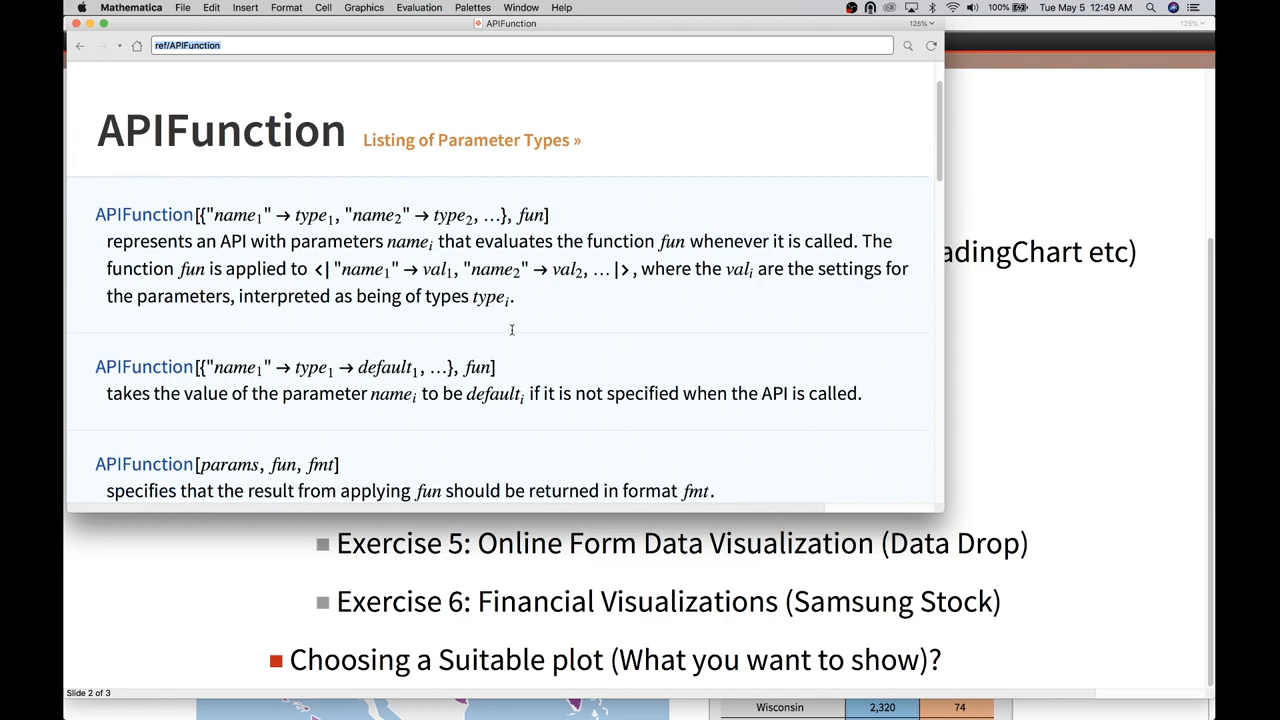 Mathematica File Edit Insert Format Cell Graphics Evaluation Palettes Window Help 100% Tue May 5 12:49 AM
APIFunction 125% 125%
ref/APIFunction
APIFunction Listing of Parameter Types »
APIFunction[{"name1" → type1, "name2" → type2, …}, fun]
represents an API with parameters namei that evaluates the function fun whenever it is called. The
function fun is applied to <| "name1" → val1, "name2" → val2, … |>, where the vali are the settings for
the parameters, interpreted as being of types typei.
adingChart etc)
APIFunction[{"name1" → type1 → default1, …}, fun]
takes the value of the parameter namei to be defaulti if it is not specified when the API is called.
APIFunction[params, fun, fmt]
specifies that the result from applying fun should be returned in format fmt.
Exercise 5: Online Form Data Visualization (Data Drop)
Exercise 6: Financial Visualizations (Samsung Stock)
Choosing a Suitable plot (What you want to show)?
Slide 2 of 3
Wisconsin 2,320 74